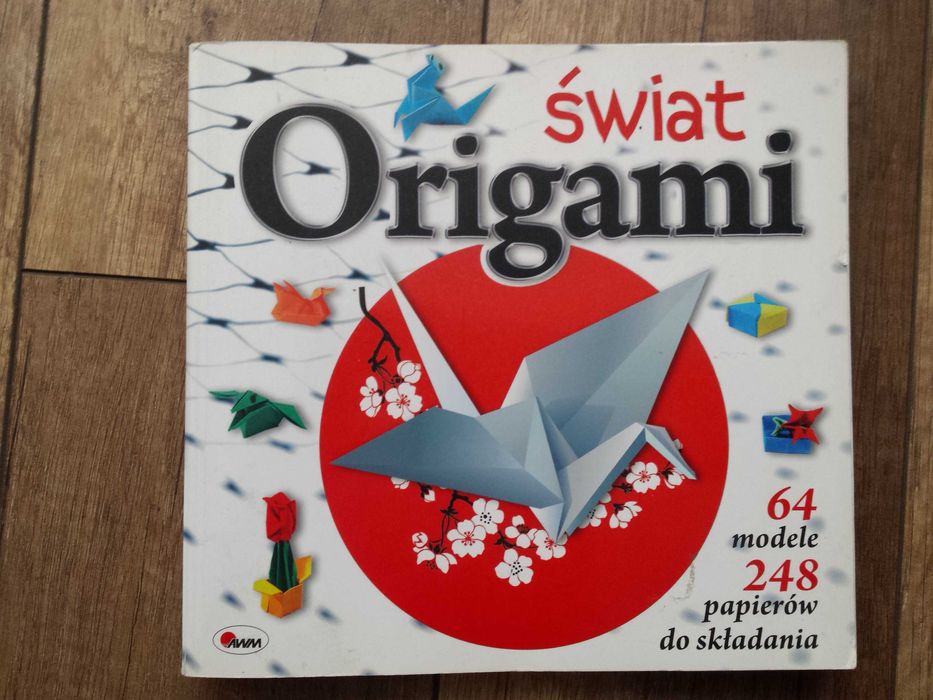 świat
Origami
64
modele
248
papierów
do składania
AWM